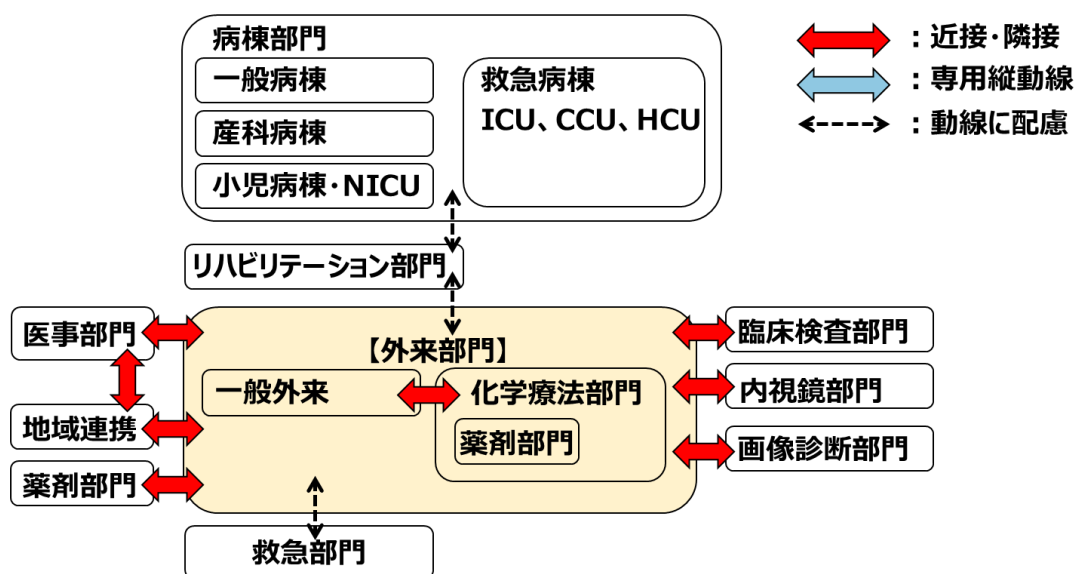 病棟部門
一般病棟
産科病棟
小児病棟・NICU
救急病棟
ICU、CCU、HCU
：近接・隣接
：専用縦動線
：動線に配慮
リハビリテーション部門
医事部門
地域連携
薬剤部門
【外来部門】
一般外来
化学療法部門
薬剤部門
臨床検査部門
内視鏡部門
画像診断部門
救急部門